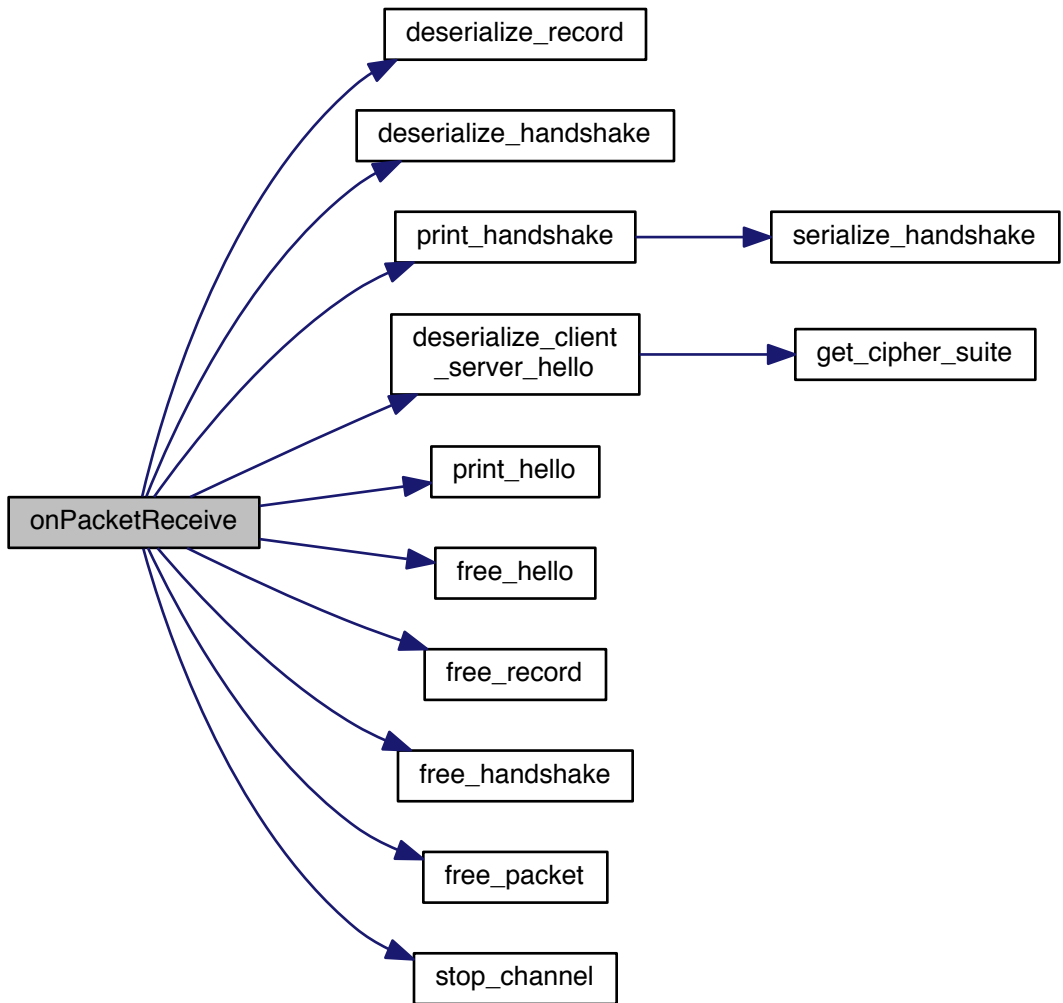 deserialize_record
deserialize_handshake
print_handshake
serialize_handshake
deserialize_client
_server_hello
get_cipher_suite
print_hello
onPacketReceive
free_hello
free_record
free_handshake
free_packet
stop_channel